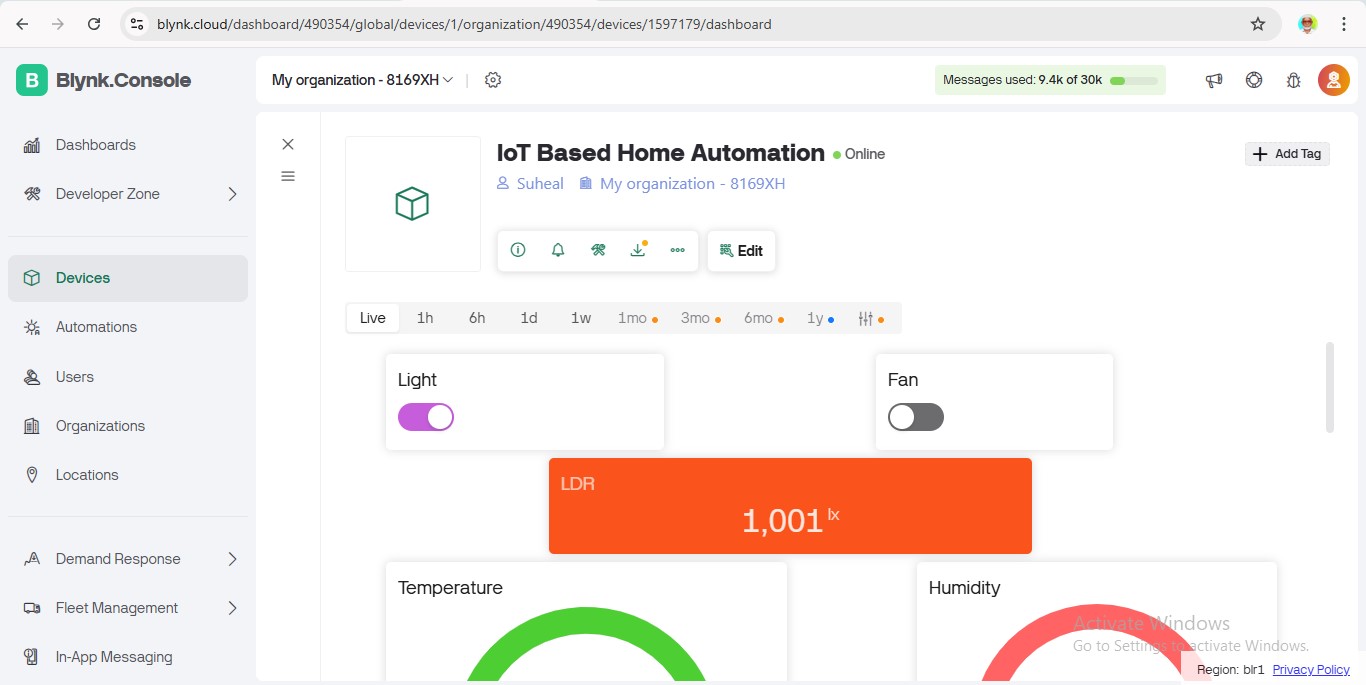 blynk.cloud/dashboard/490354/global/devices/1/organization/490354/devices/1597179/dashboard
B Blynk.Console
My organization - 8169XH
Messages used: 9.4k of 30k
Dashboards
Developer Zone
Devices
Automations
Users
Organizations
Locations
Demand Response
Fleet Management
In-App Messaging
IoT Based Home Automation Online
Add Tag
Suheal My organization - 8169XH
Edit
Live 1h 6h 1d 1w 1mo 3mo 6mo 1y
Light Fan
LDR
1,001 lx
Temperature Humidity
Activate Windows
Go to Settings to activate Windows.
Region: blr1 Privacy Policy